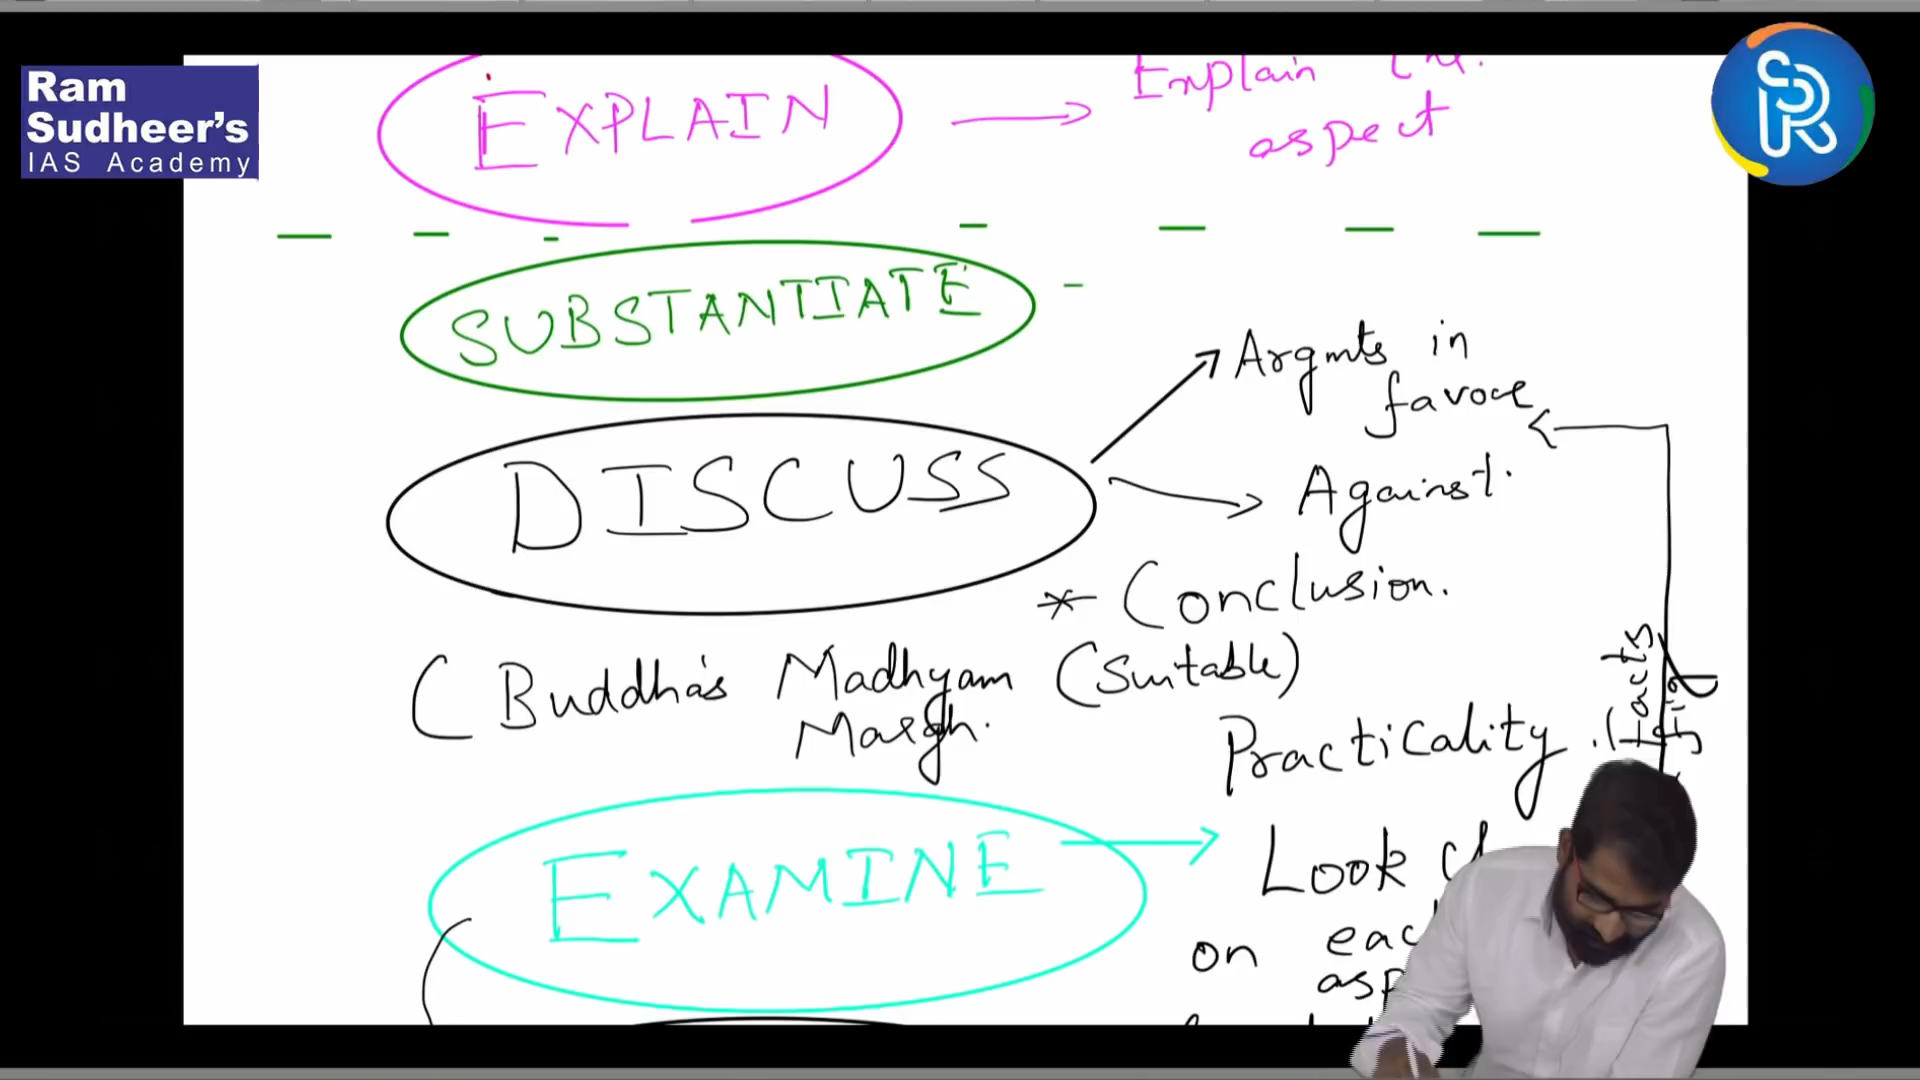 Ram
Sudheer's
IAS Academy
EXPLAIN
Explain
aspect
SUBSTANTIATE
Argmts in
favour
DISCUSS
Against.
* Conclusion.
(Buddha's Madhyam (Suitable)
Margh.
Practicality.
EXAMINE
Look
on